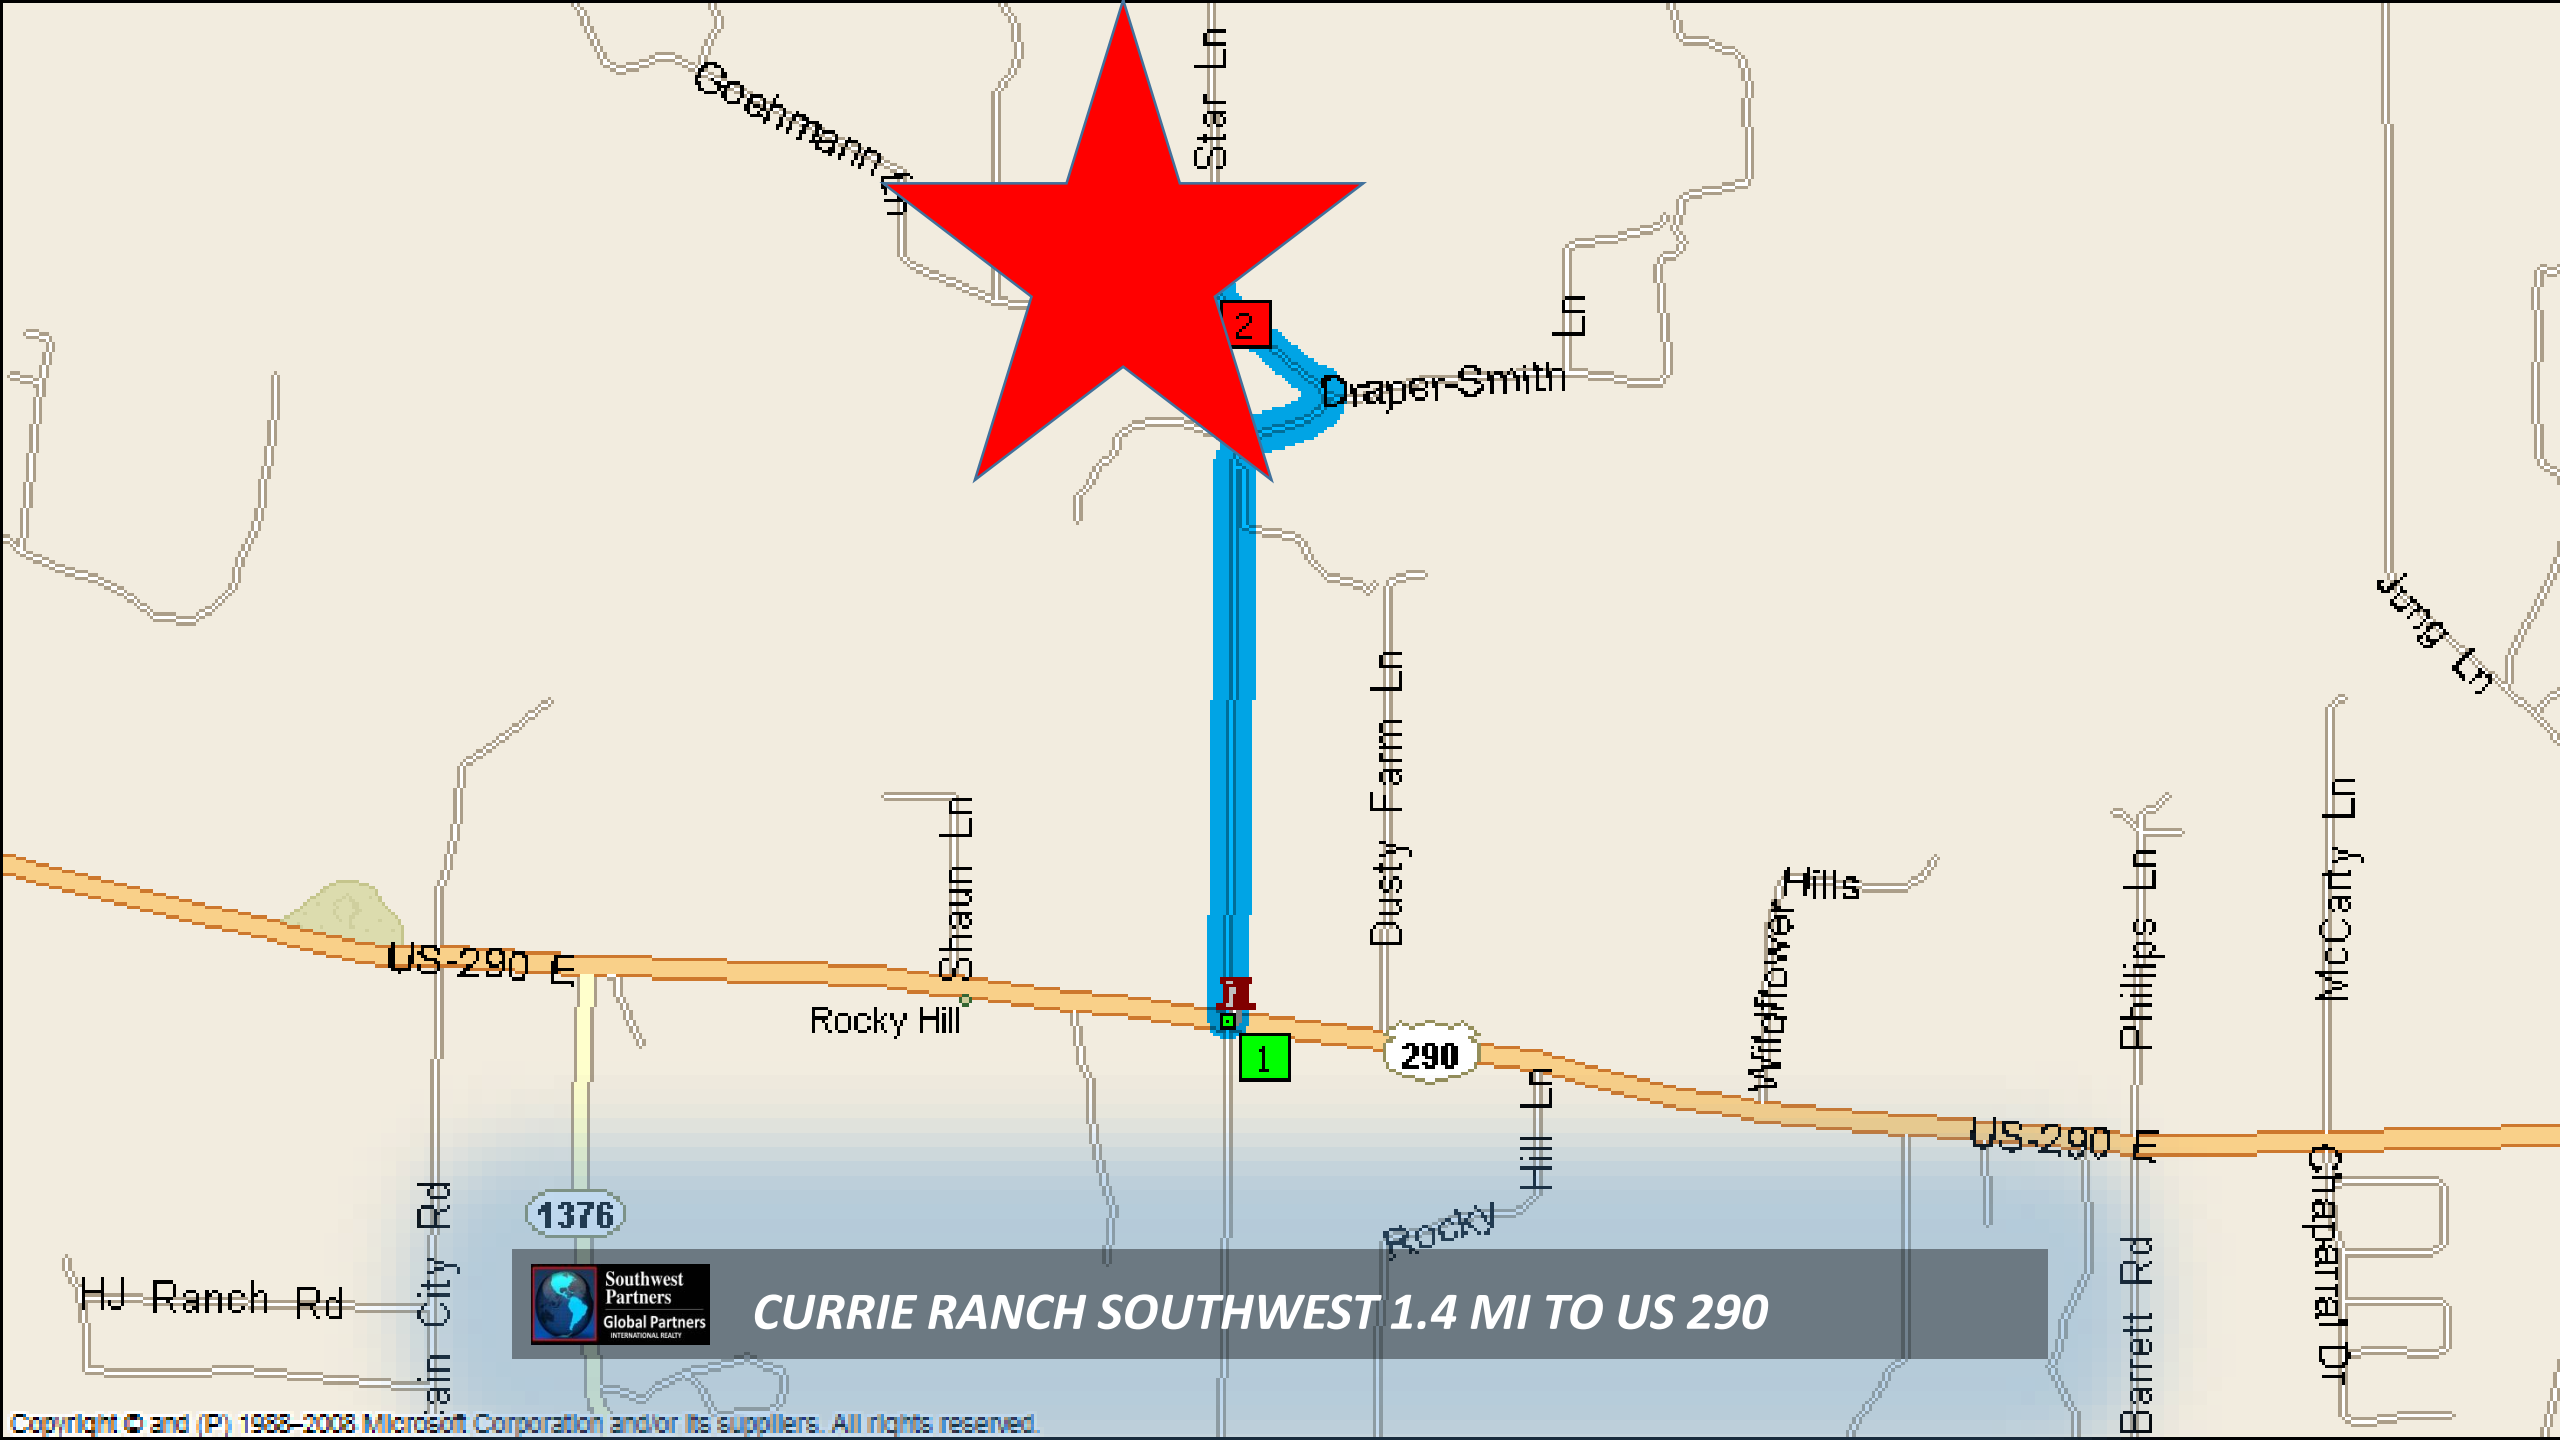 Star Ln
Goehmann
Ln
2
Draper-Smith
Ln
Jung Ln
Dusty Farm Ln
Shaun Ln
McCarty Ln
Hills
Wildflower
Phillips Ln
US-290 E
Rocky Hill
1
290
US-290 E
Hill Ln
Rocky
1376
ain City Rd
HJ Ranch Rd
Barrett Rd
Chaparral Dr
Southwest
Partners
Global Partners
INTERNATIONAL REALTY
CURRIE RANCH SOUTHWEST 1.4 MI TO US 290
Copyright © and (P) 1988–2008 Microsoft Corporation and/or its suppliers. All rights reserved.